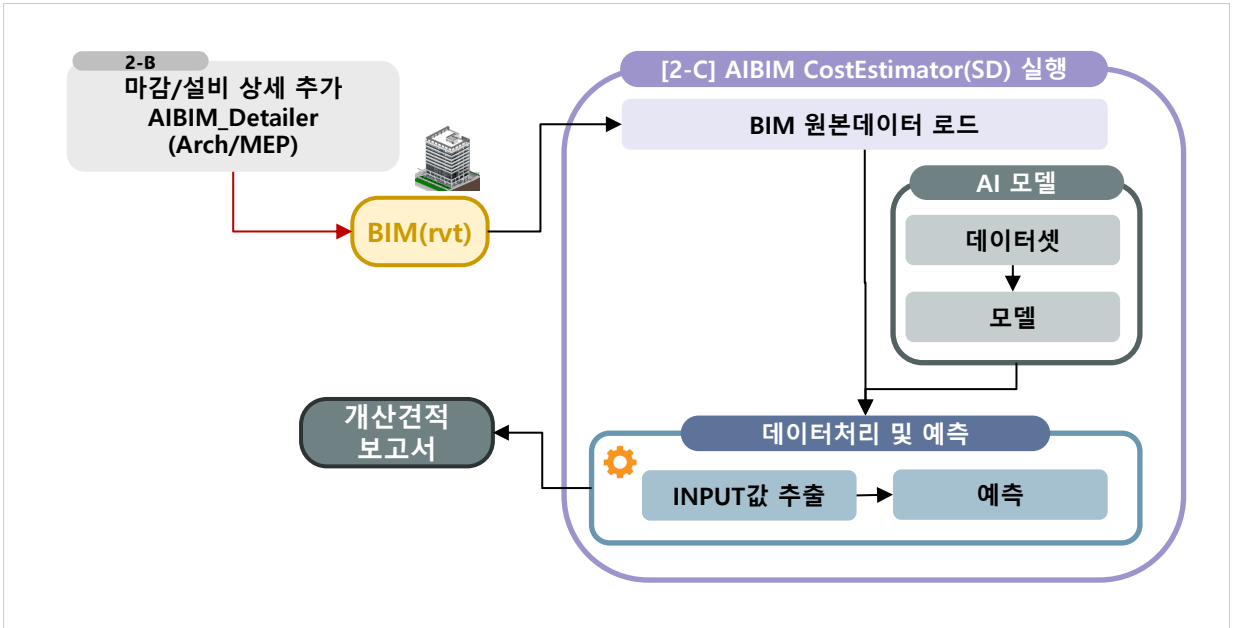 2-B
마감/설비 상세 추가
AIBIM_Detailer
(Arch/MEP)
BIM(rvt)
[2-C] AIBIM CostEstimator(SD) 실행
BIM 원본데이터 로드
AI 모델
데이터셋
모델
데이터처리 및 예측
INPUT값 추출
예측
개산견적
보고서